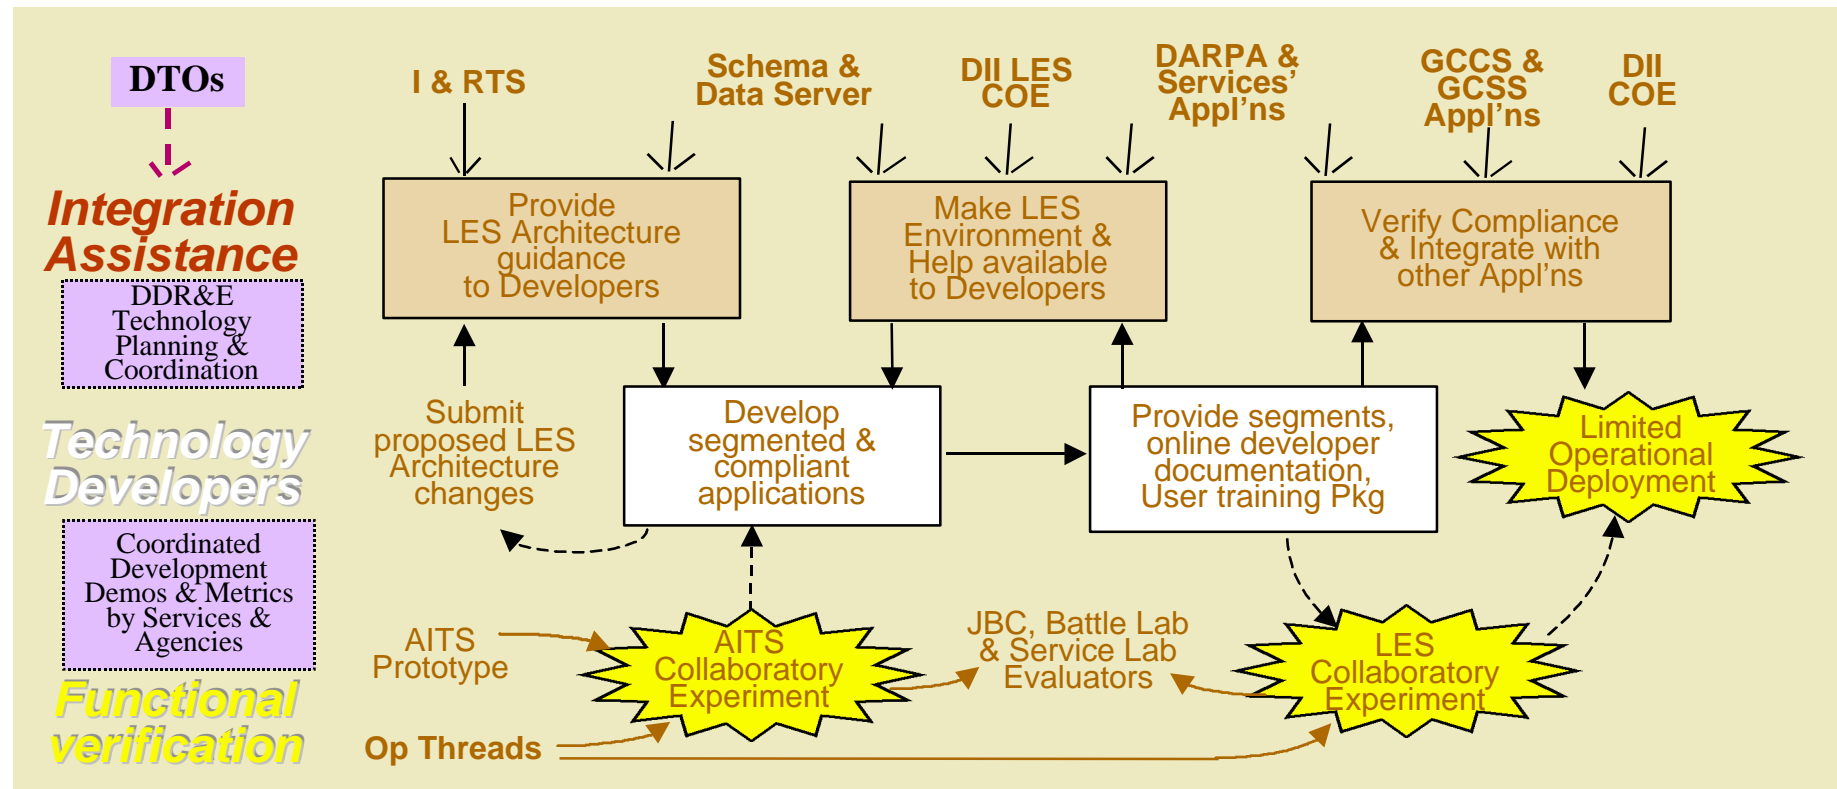 DTOs
I & RTS
Schema &
Data Server
DII LES
COE
DARPA &
Services’
Appl’ns
GCCS &
GCSS
Appl’ns
DII
COE
Integration
Assistance
DDR&E
Technology
Planning &
Coordination
Provide
LES Architecture
guidance
to Developers
Make LES
Environment &
Help available
to Developers
Verify Compliance
& Integrate with
other Appl’ns
Technology
Developers
Coordinated
Development
Demos & Metrics
by Services &
Agencies
Submit
proposed LES
Architecture
changes
Develop
segmented &
compliant
applications
Provide segments,
online developer
documentation,
User training Pkg
Limited
Operational
Deployment
Functional
verification
AITS
Prototype
AITS
Collaboratory
Experiment
JBC, Battle Lab
& Service Lab
Evaluators
LES
Collaboratory
Experiment
Op Threads